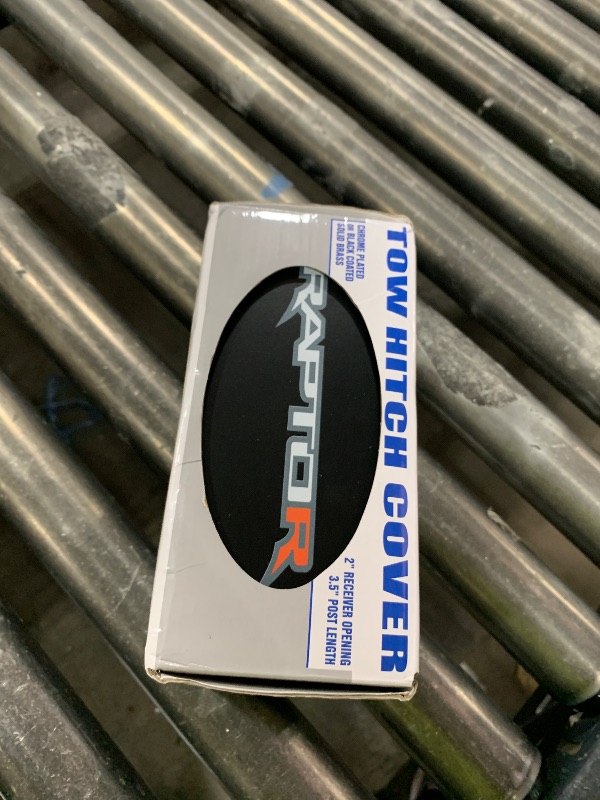 TOW HITCH COVER
CHROME PLATED
OR BLACK COATED
SOLID BRASS
RAPTOR
2" RECEIVER OPENING
3.5" POST LENGTH